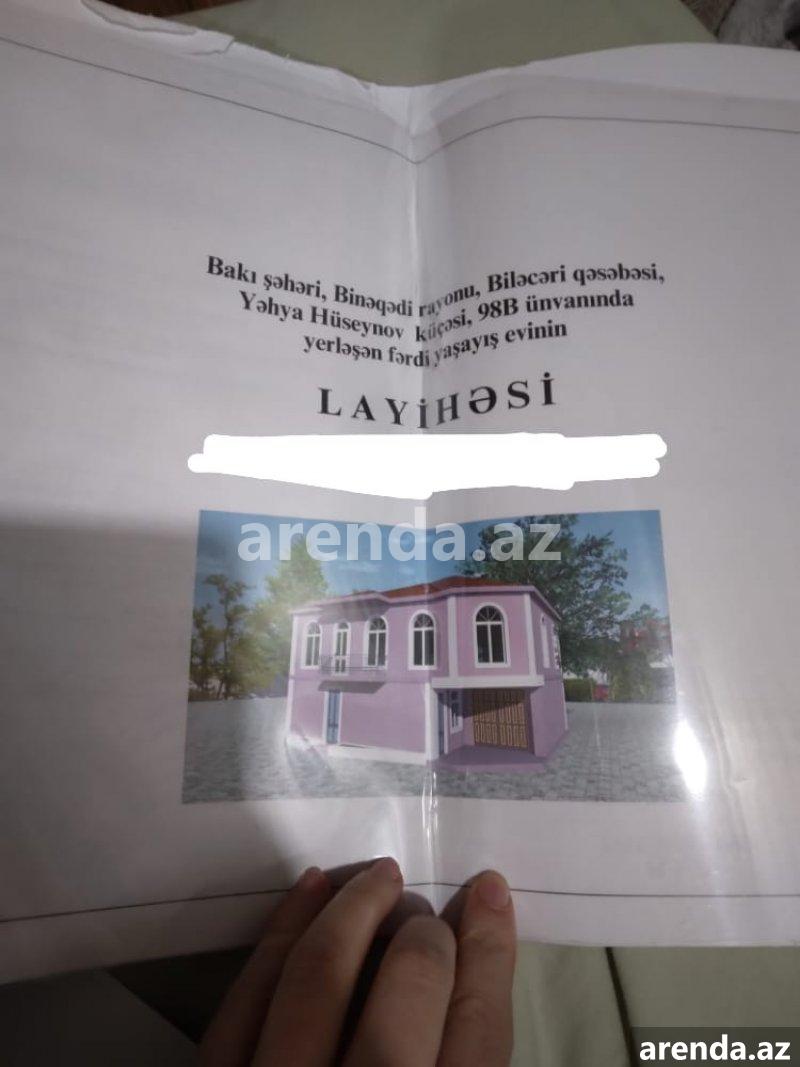 Bakı şəhəri, Binəqədi rayonu, Biləcəri qəsəbəsi,
Yəhya Hüseynov küçəsi, 98B ünvanında
yerləşən fərdi yaşayış evinin
LAYİHƏSİ
arenda.az
arenda.az